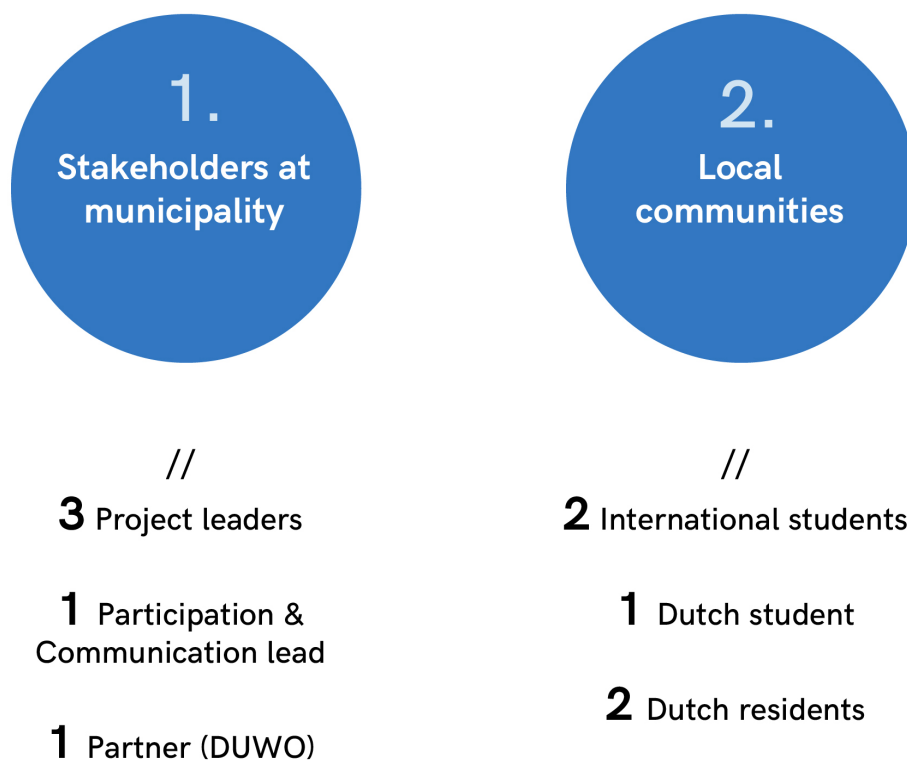 1.
Stakeholders at
municipality
//
3 Project leaders
1 Participation &
Communication lead
1 Partner (DUWO)
2.
Local
communities
//
2 International students
1 Dutch student
2 Dutch residents